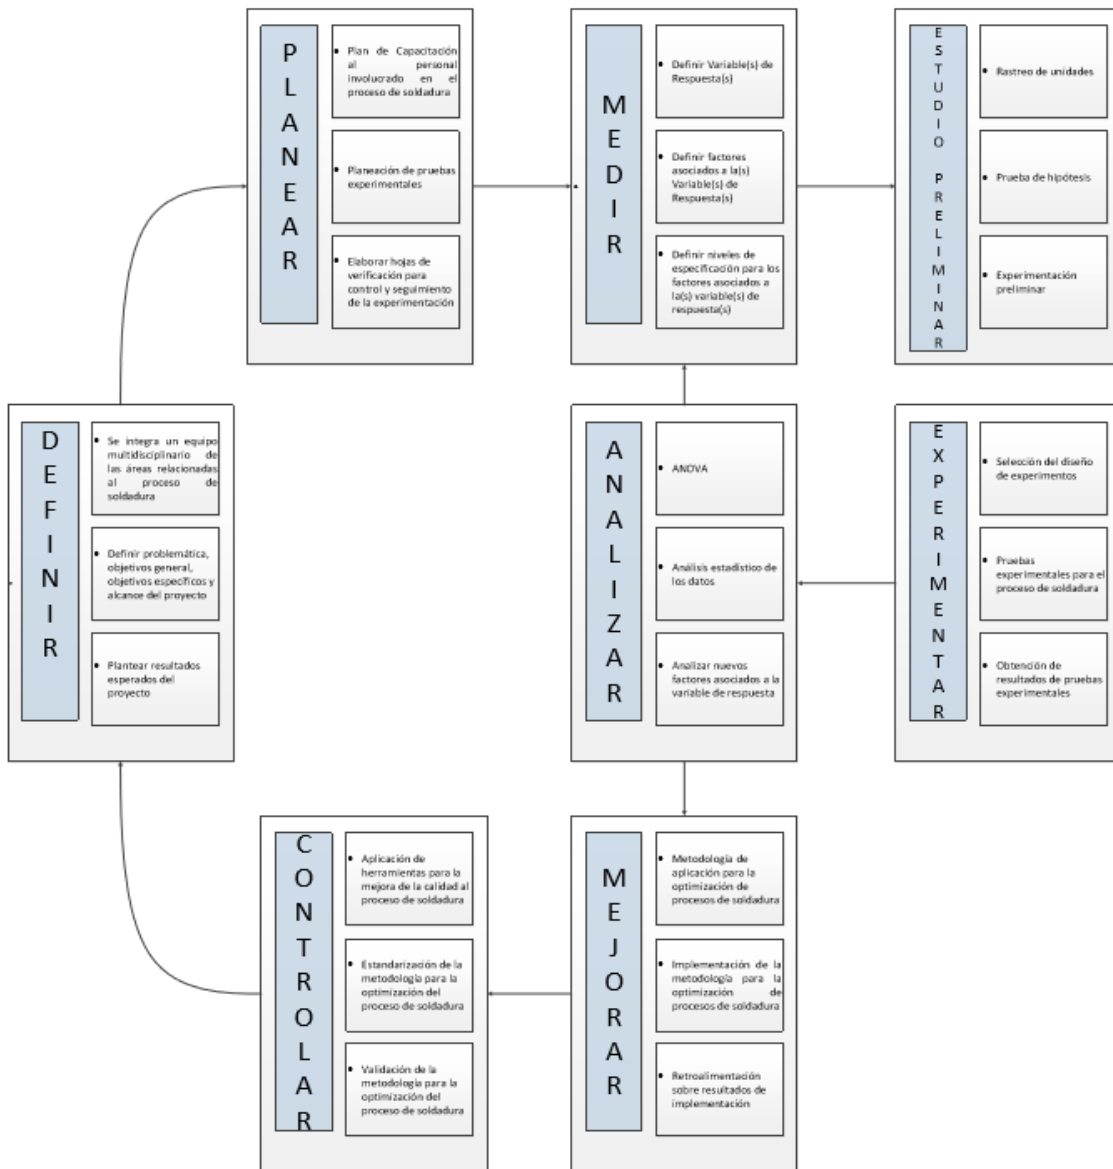 PLANEAR
• Plan de Capacitación
al personal
involucrado en el
proceso de soldadura
• Planeación de pruebas
experimentales
• Elaborar hojas de
verificación para
control y seguimiento
de la experimentación
MEDIR
• Definir Variable(s) de
Respuesta(s)
• Definir factores
asociados a la(s)
Variable(s) de
Respuesta(s)
• Definir niveles de
especificación para los
factores asociados a
la(s) variable(s) de
respuesta(s)
ESTUDIO PRELIMINAR
• Rastreo de unidades
• Prueba de hipótesis
• Experimentación
preliminar
DEFINIR
• Se integra un equipo
multidisciplinario de
las áreas relacionadas
al proceso de
soldadura
• Definir problemática,
objetivos general,
objetivos específicos y
alcance del proyecto
• Plantear resultados
esperados del
proyecto
ANALIZAR
• ANOVA
• Análisis estadístico de
los datos
• Analizar nuevos
factores asociados a la
variable de respuesta
EXPERIMENTAR
• Selección del diseño
de experimentos
• Pruebas
experimentales para el
proceso de soldadura
• Obtención de
resultados de pruebas
experimentales
CONTROLAR
• Aplicación de
herramientas para la
mejora de la calidad al
proceso de soldadura
• Estandarización de la
metodología para la
optimización del
proceso de soldadura
• Validación de la
metodología para la
optimización del
proceso de soldadura
MEJORAR
• Metodología de
aplicación para la
optimización de
procesos de soldadura
• Implementación de la
metodología para la
optimización de
procesos de soldadura
• Retroalimentación
sobre resultados de
implementación